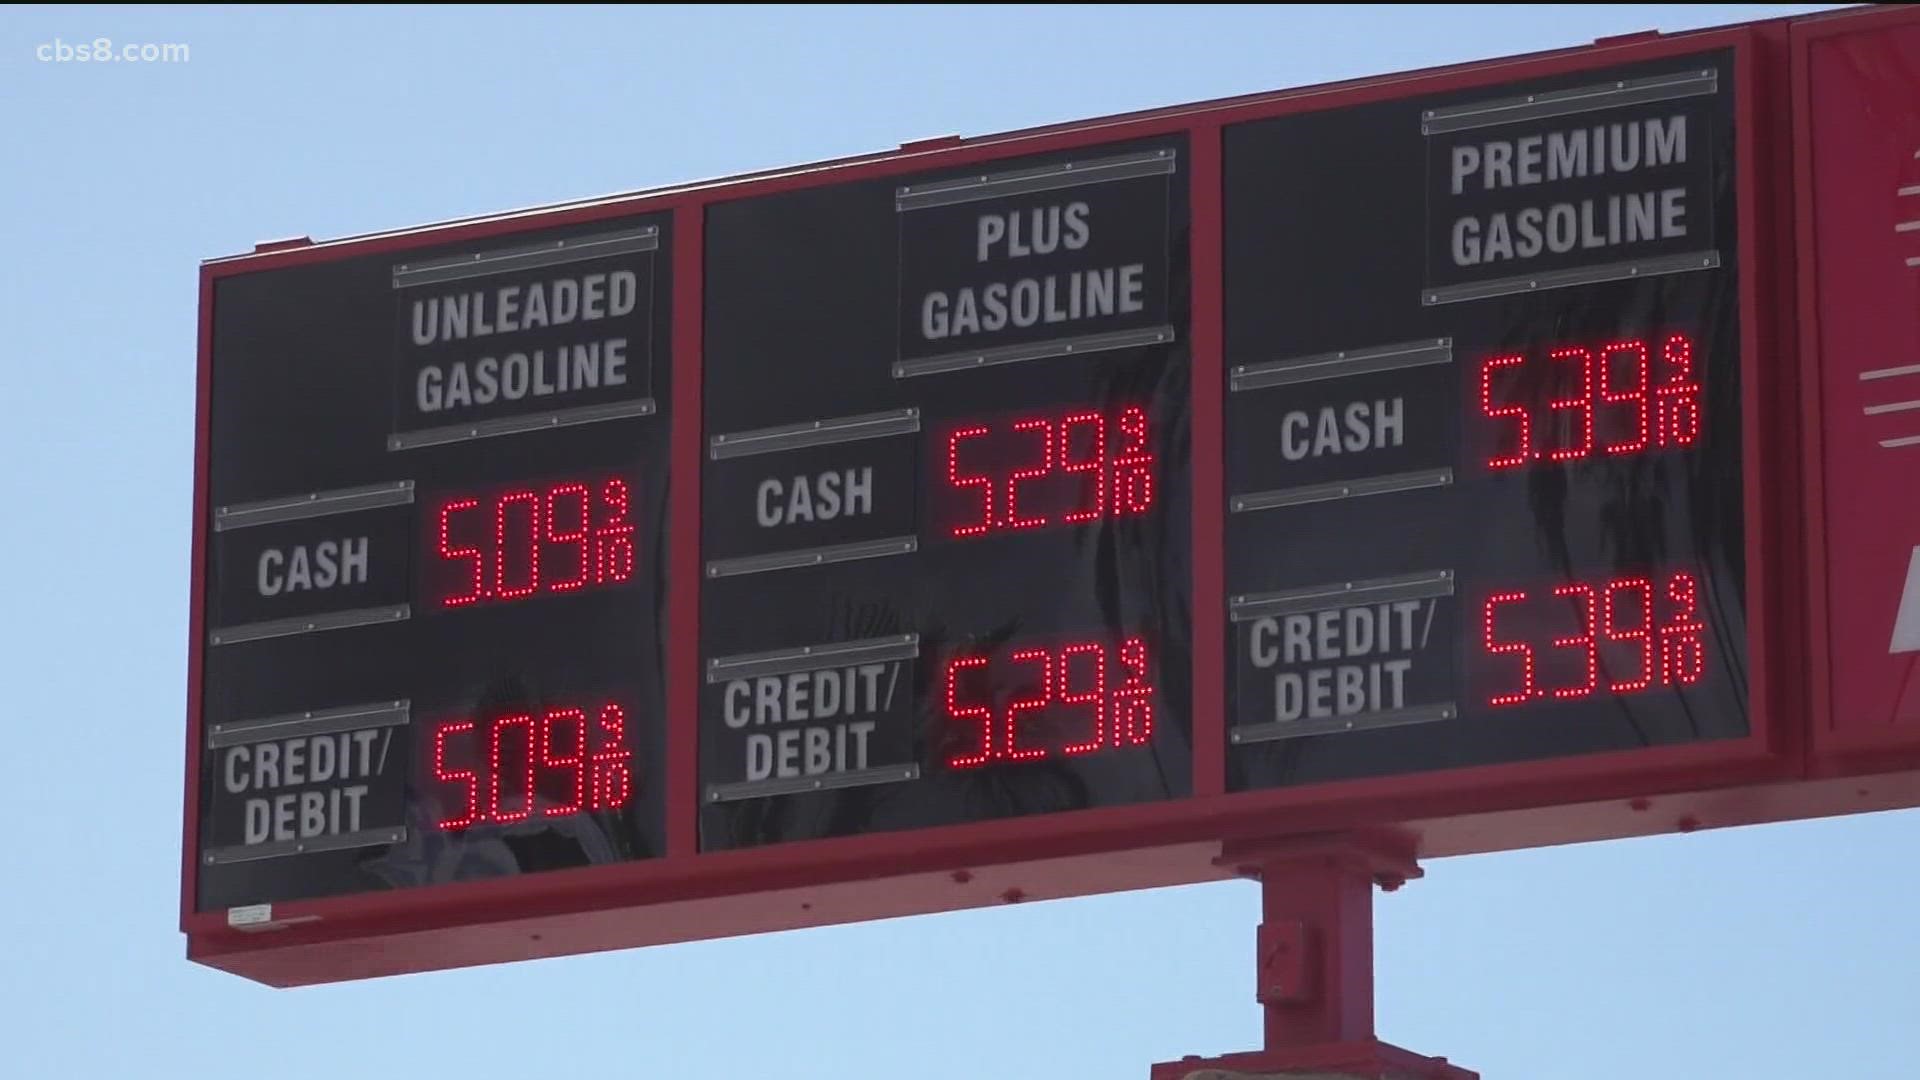 cbs8.com
UNLEADED
GASOLINE
CASH 5.09 9/10
CREDIT/
DEBIT 5.09 9/10
PLUS
GASOLINE
CASH 5.29 9/10
CREDIT/
DEBIT 5.29 9/10
PREMIUM
GASOLINE
CASH 5.39 9/10
CREDIT/
DEBIT 5.39 9/10